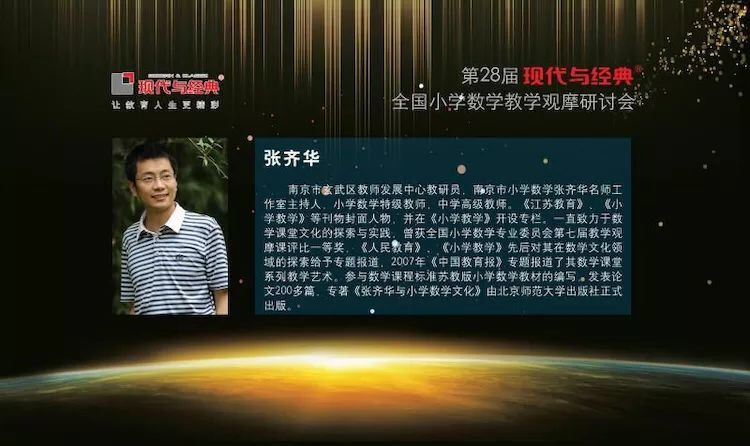 现代与经典®
让教育人生更精彩
第28届 现代与经典®
全国小学数学教学观摩研讨会
张齐华
南京市玄武区教师发展中心教研员，南京市小学数学张齐华名师工
作室主持人，小学数学特级教师，中学高级教师。《江苏教育》、《小
学教学》等刊物封面人物，并在《小学教学》开设专栏。一直致力于数
学课堂文化的探索与实践，曾获全国小学数学专业委员会第七届教学观
摩课评比一等奖，《人民教育》、《小学教学》先后对其在数学文化领
域的探索给予专题报道，2007年《中国教育报》专题报道了其数学课堂
系列教学艺术。参与数学课程标准苏教版小学数学教材的编写，发表论
文200多篇，专著《张齐华与小学数学文化》由北京师范大学出版社正式
出版。